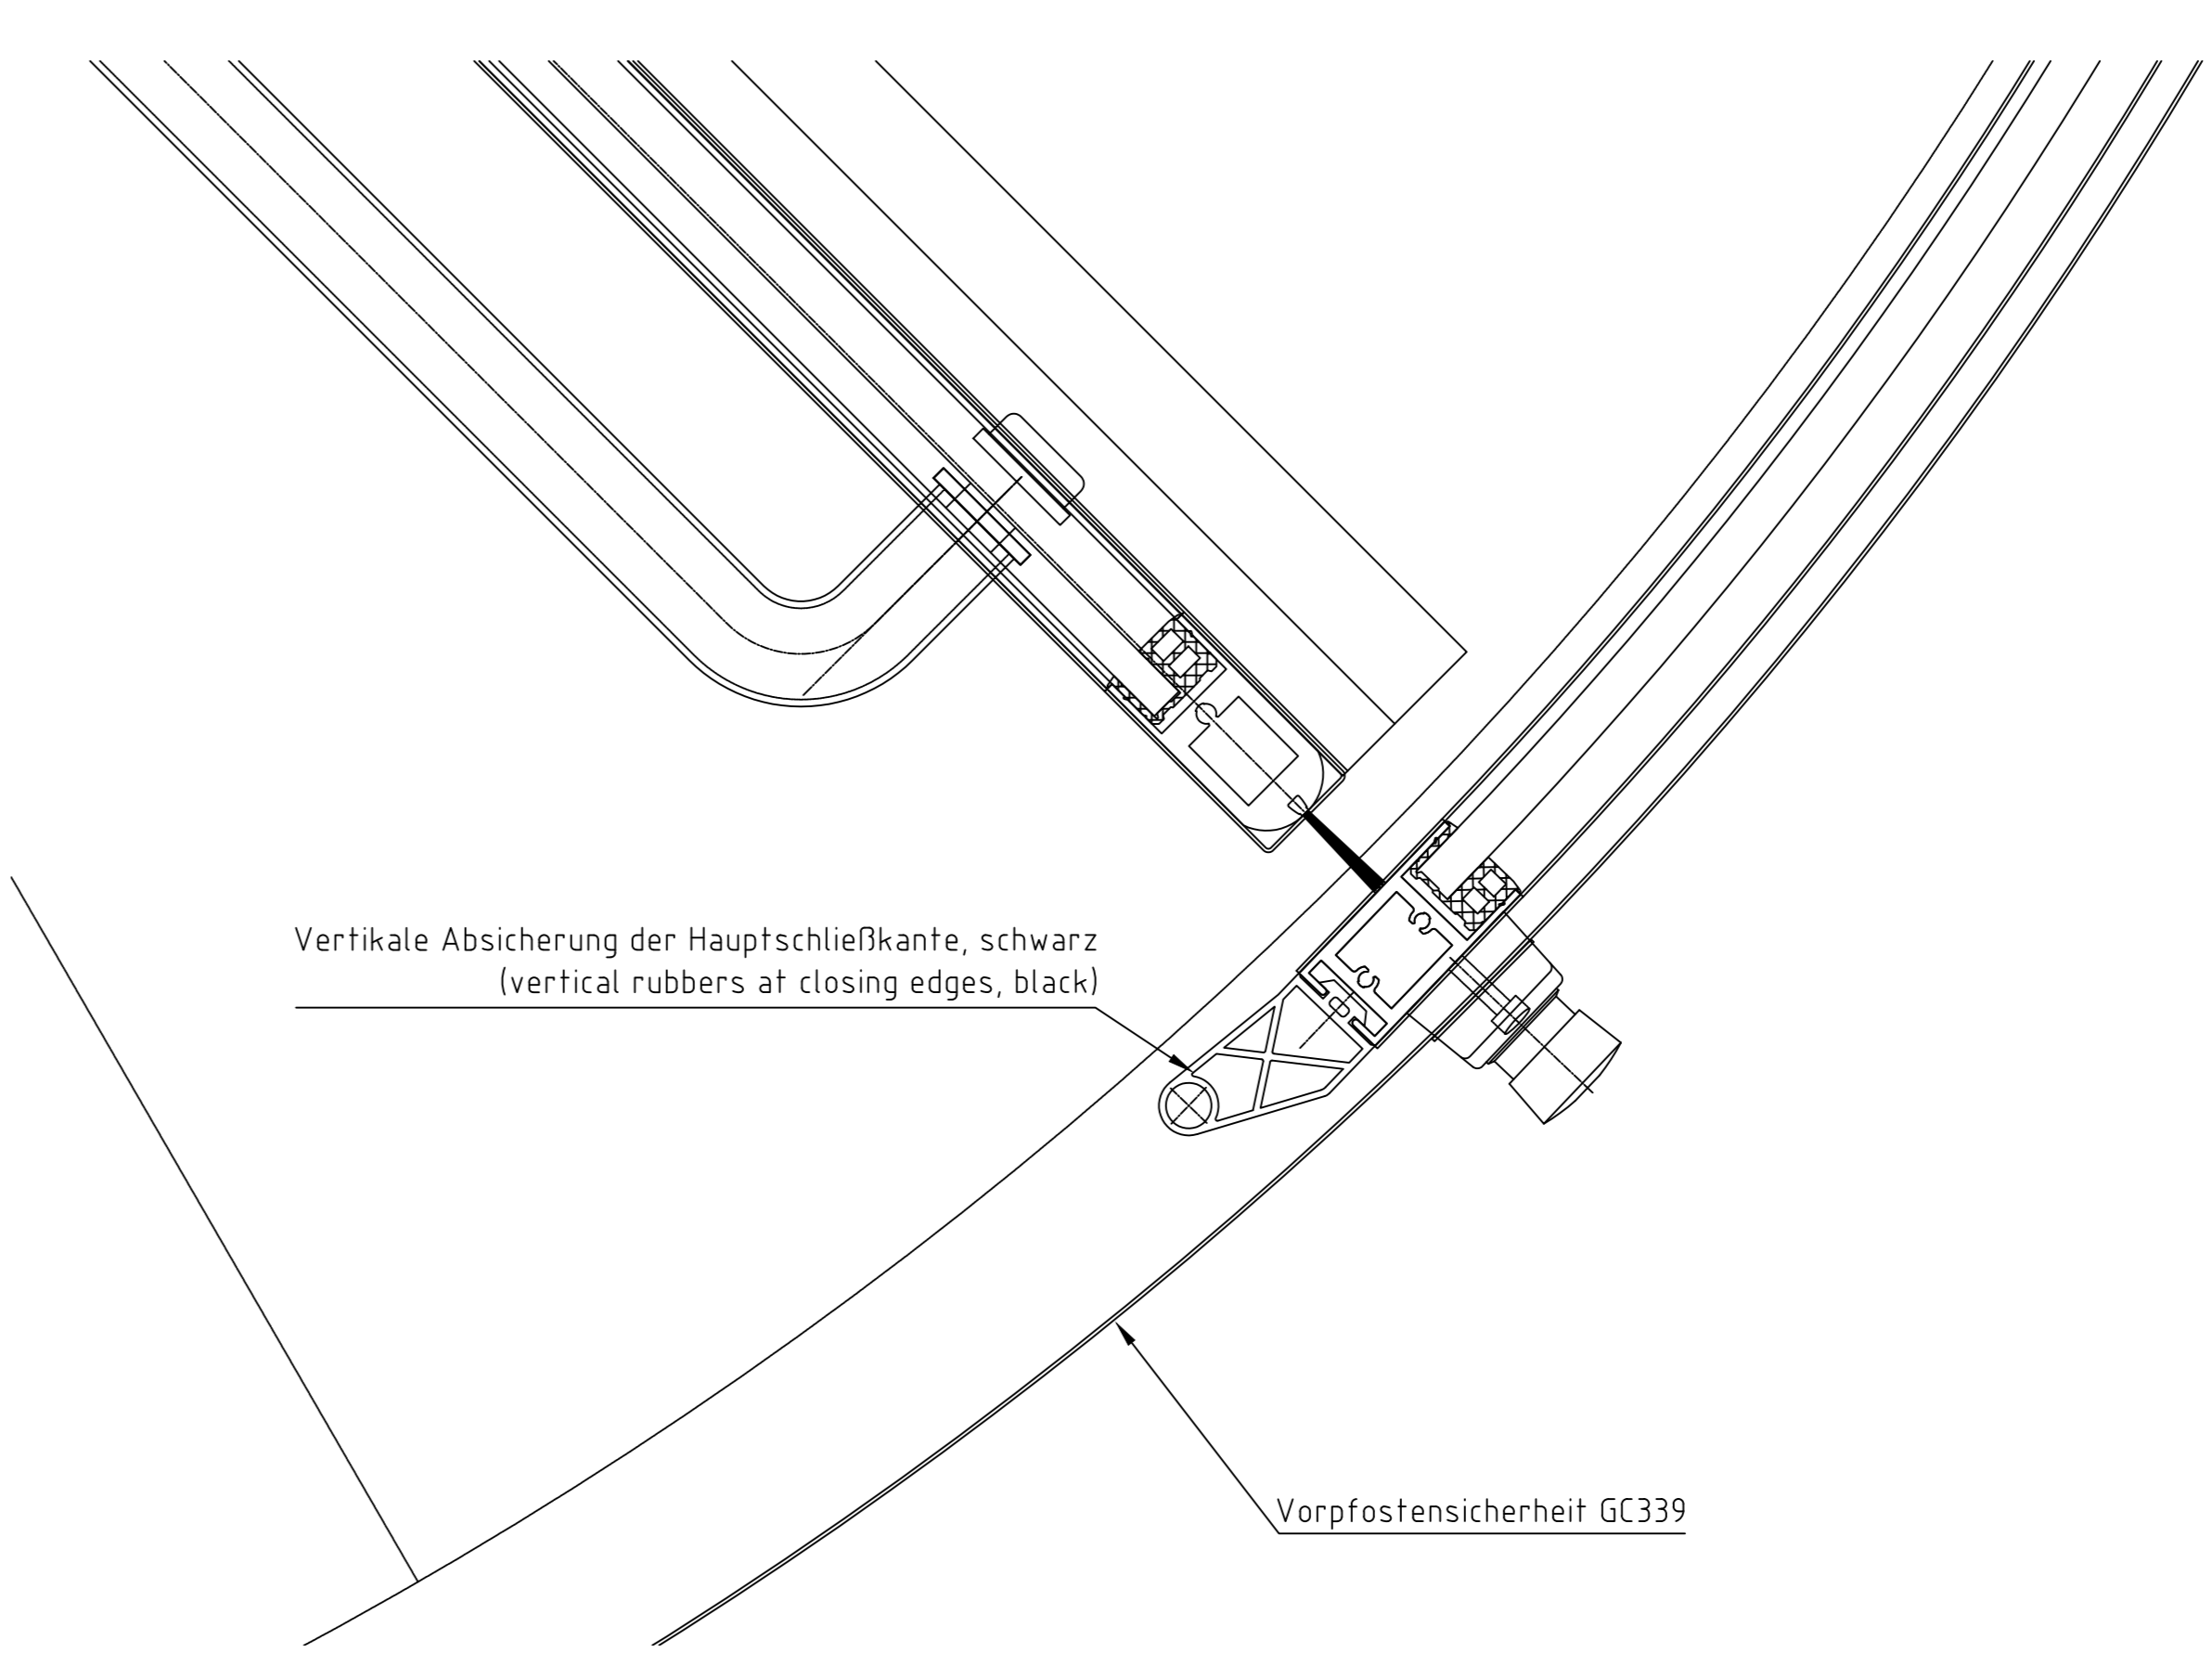 Vertikale Absicherung der Hauptschließkante, schwarz
(vertical rubbers at closing edges, black)
Vorpfostensicherheit GC339